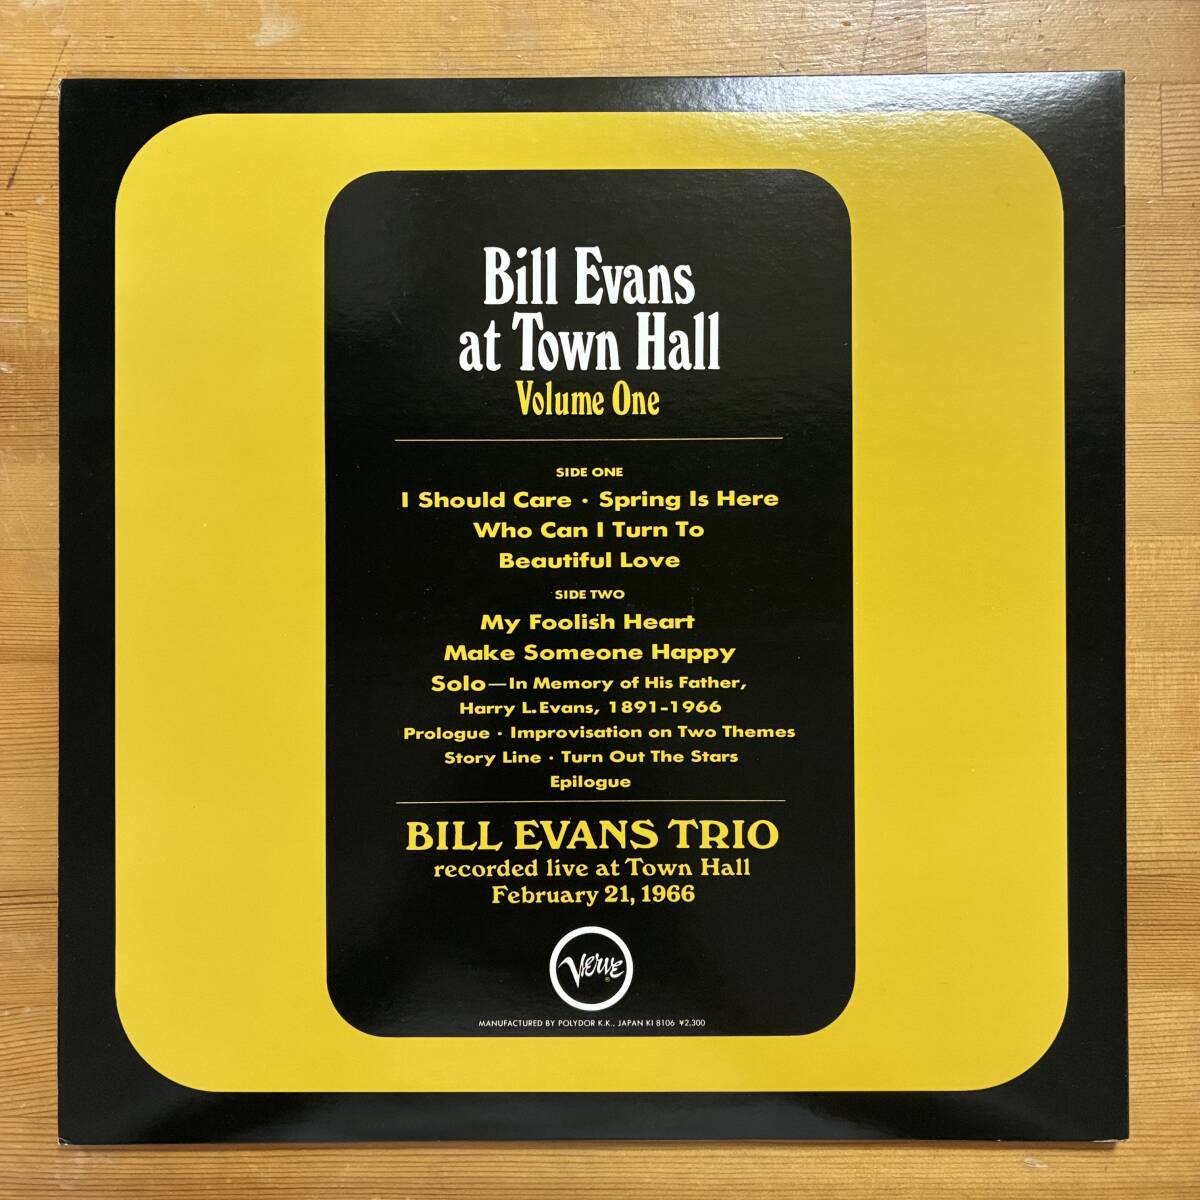 Bill Evans
at Town Hall
Volume One
SIDE ONE
I Should Care · Spring Is Here
Who Can I Turn To
Beautiful Love
SIDE TWO
My Foolish Heart
Make Someone Happy
Solo—In Memory of His Father,
Harry L. Evans, 1891-1966
Prologue · Improvisation on Two Themes
Story Line · Turn Out The Stars
Epilogue
BILL EVANS TRIO
recorded live at Town Hall
February 21, 1966
Verve®
MANUFACTURED BY POLYDOR K.K., JAPAN KI 8106 ¥2,300